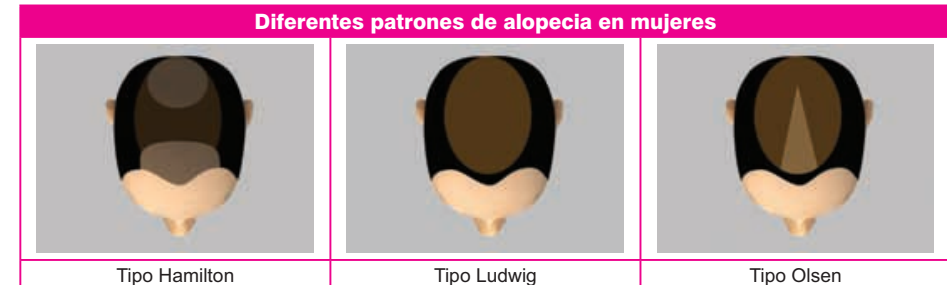 Diferentes patrones de alopecia en mujeres
Tipo Hamilton
Tipo Ludwig
Tipo Olsen